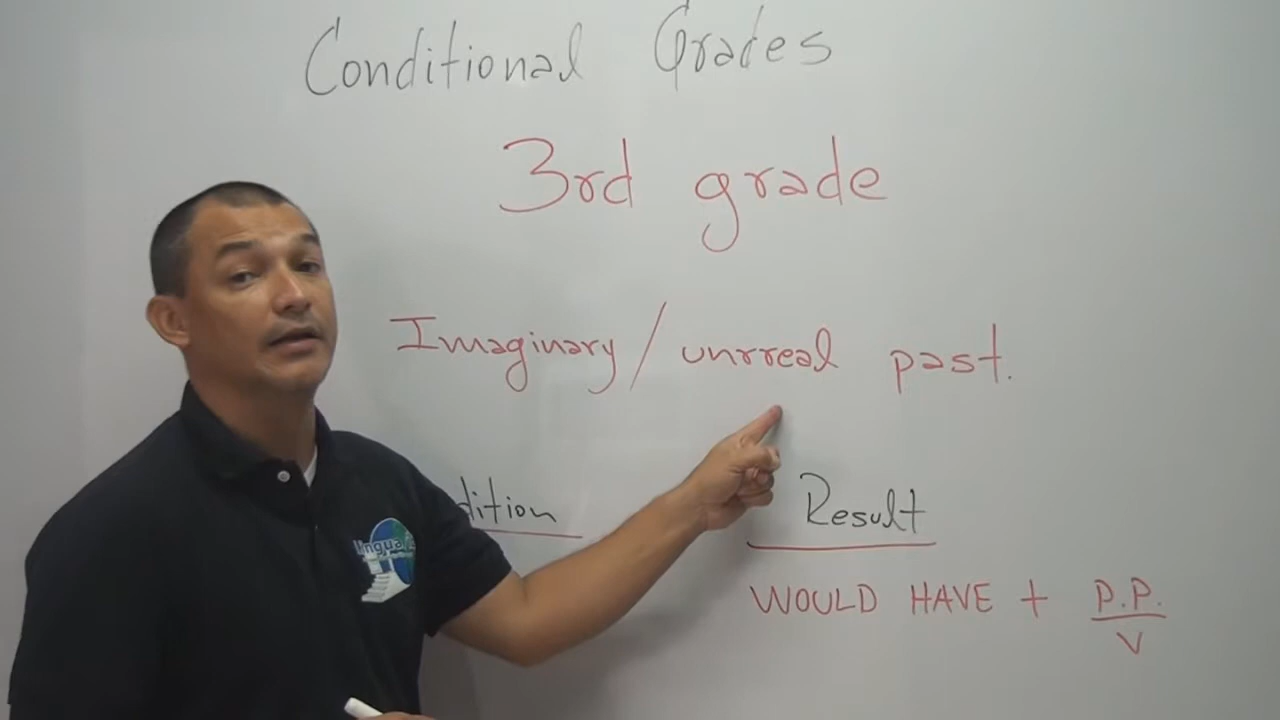 Conditional Grades
3rd grade
Imaginary / unrreal past.
dition
Result
WOULD HAVE + P.P.
V